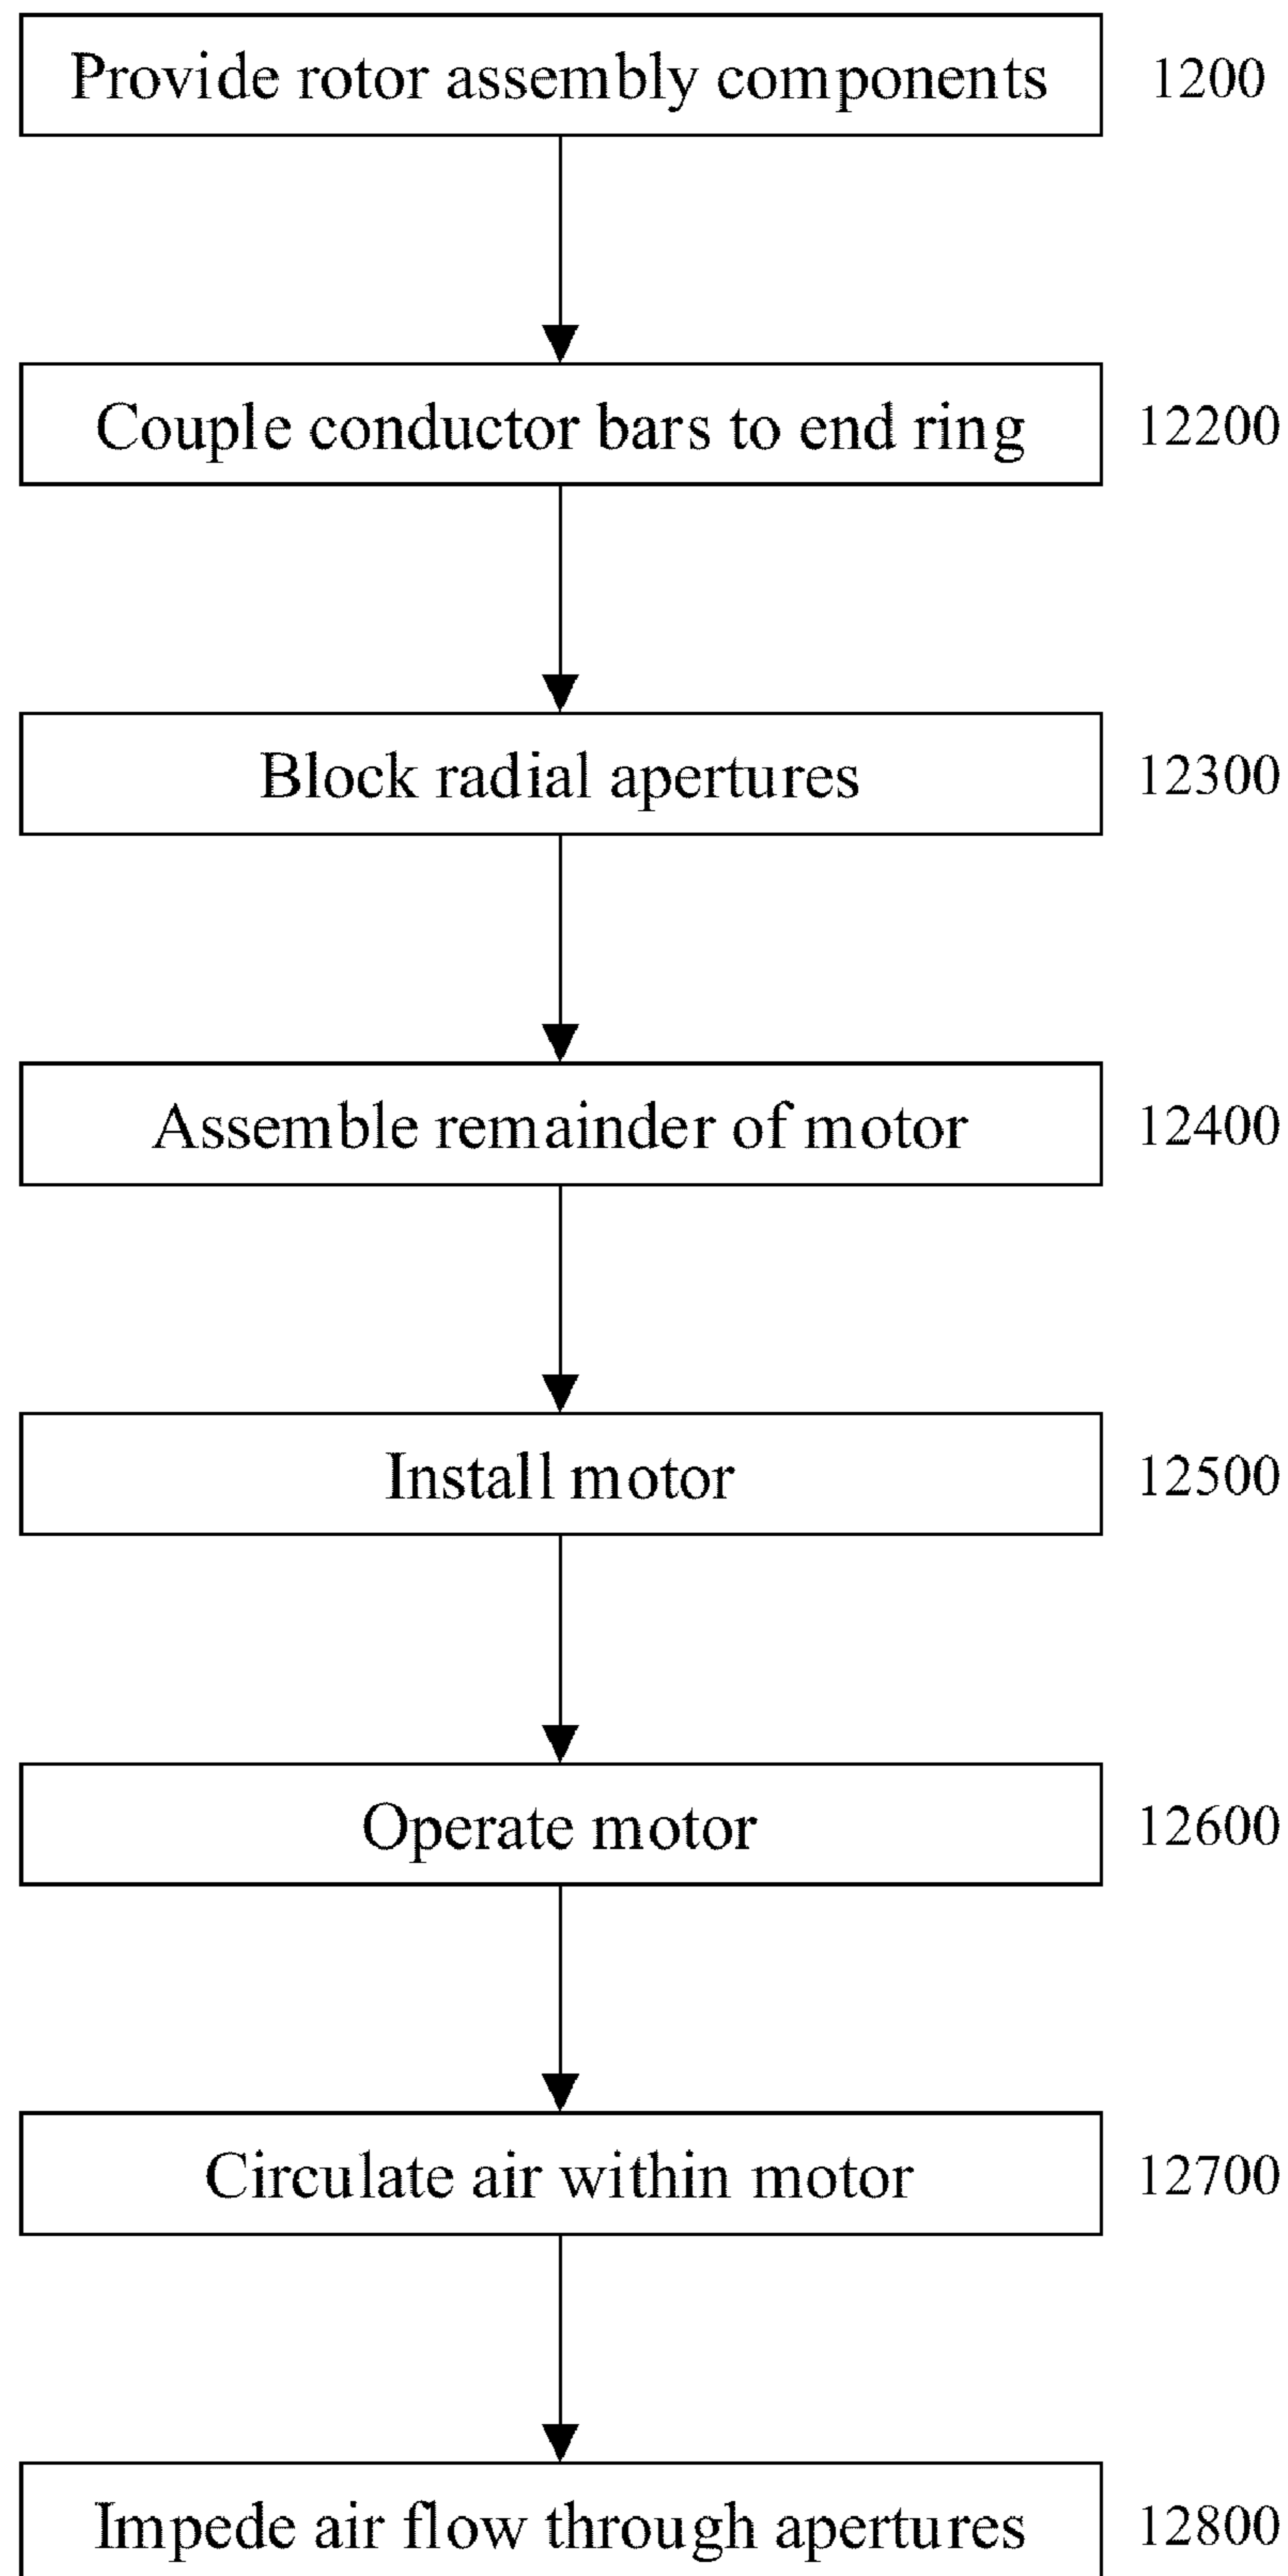 Provide rotor assembly components 1200
Couple conductor bars to end ring 12200
Block radial apertures 12300
Assemble remainder of motor 12400
Install motor 12500
Operate motor 12600
Circulate air within motor 12700
Impede air flow through apertures 12800